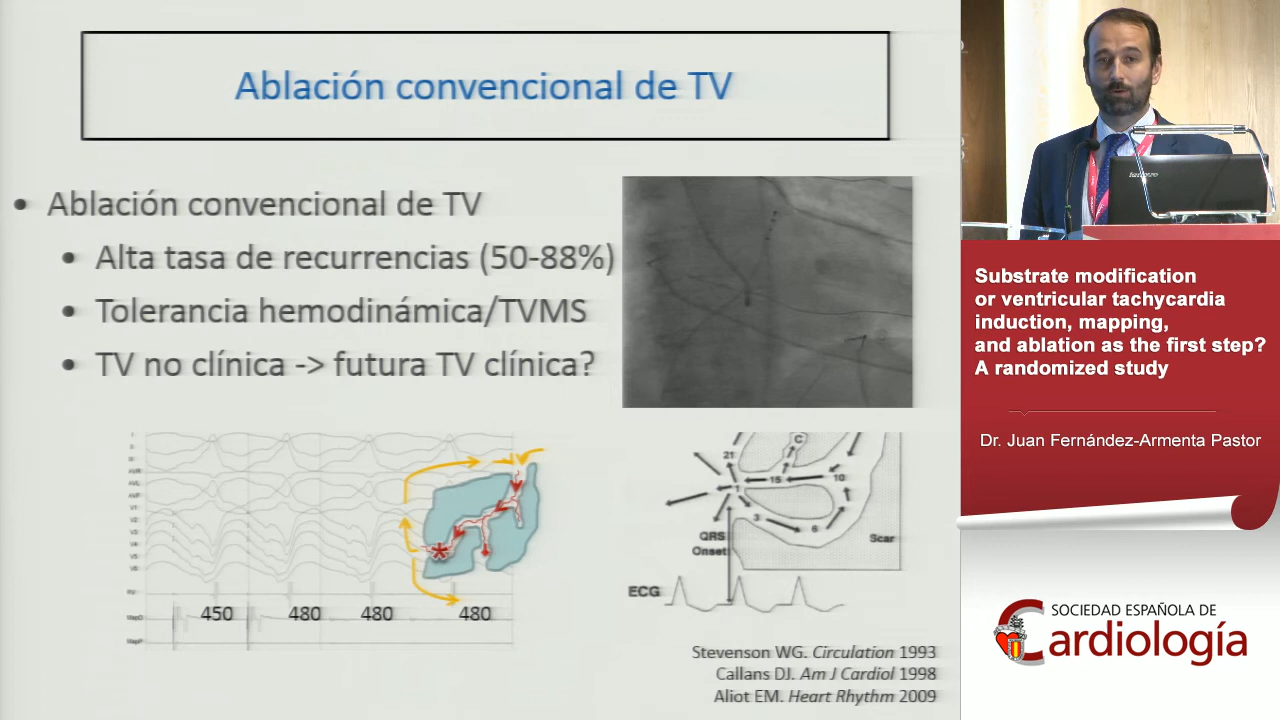 Ablación convencional de TV
• Ablación convencional de TV
• Alta tasa de recurrencias (50-88%)
• Tolerancia hemodinámica/TVMS
• TV no clínica -> futura TV clínica?
450 480 480 480
C
21
15
10
1
3
6
QRS
Onset
Scar
ECG
Stevenson WG. Circulation 1993
Callans DJ. Am J Cardiol 1998
Aliot EM. Heart Rhythm 2009
lenovo
Substrate modification
or ventricular tachycardia
induction, mapping,
and ablation as the first step?
A randomized study
Dr. Juan Fernández-Armenta Pastor
SOCIEDAD ESPAÑOLA DE
Cardiología